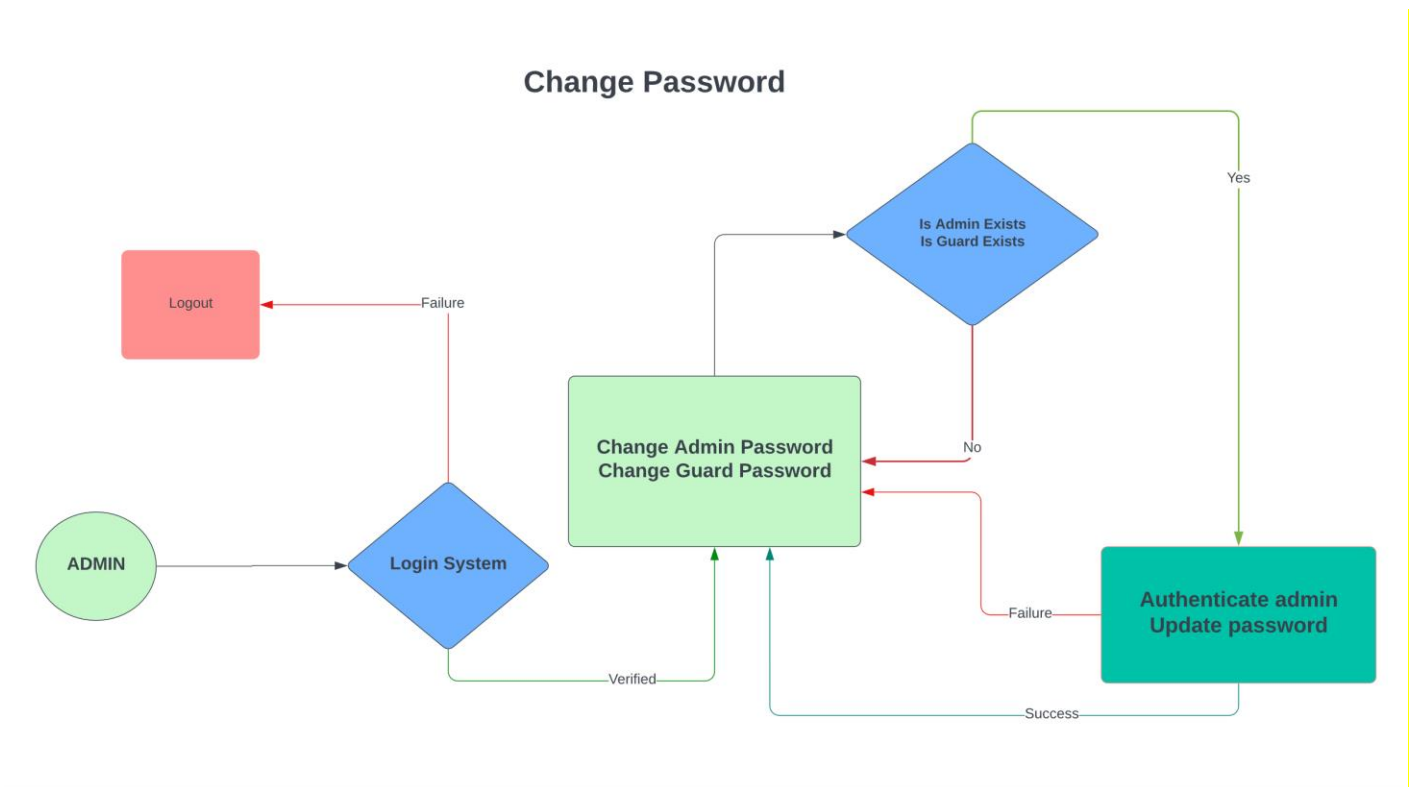 Change Password
Is Admin Exists
Is Guard Exists
Yes
Logout
Failure
Change Admin Password
Change Guard Password
No
ADMIN
Login System
Authenticate admin
Update password
Failure
Verified
Success